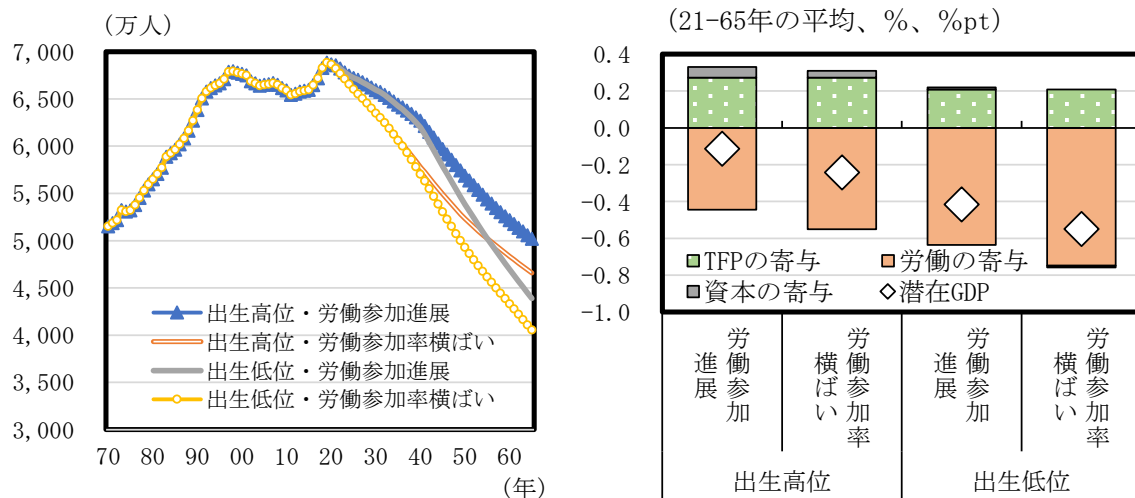 (万人)
7,000
6,500
6,000
5,500
5,000
4,500
4,000
3,500
3,000
出生高位・労働参加進展
出生高位・労働参加率横ばい
出生低位・労働参加進展
出生低位・労働参加率横ばい
70 80 90 00 10 20 30 40 50 60
(年)
(21-65年の平均、%、%pt)
0.4
0.2
0.0
-0.2
-0.4
-0.6
-0.8
-1.0
TFPの寄与 労働の寄与
資本の寄与 潜在GDP
労働参加
進展
労働参加率
横ばい
労働参加
進展
労働参加率
横ばい
出生高位 出生低位